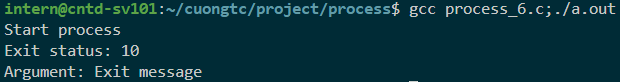 intern@cntd-sv101:~/cuongtc/project/process$ gcc process_6.c;./a.out
Start process
Exit status: 10
Argument: Exit message